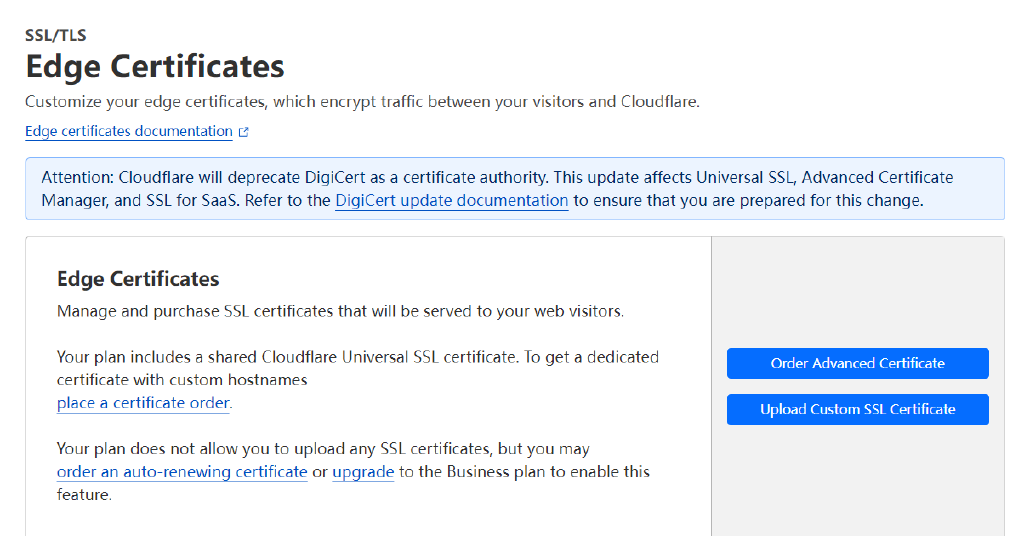 SSL/TLS
Edge Certificates
Customize your edge certificates, which encrypt traffic between your visitors and Cloudflare.
Edge certificates documentation
Attention: Cloudflare will deprecate DigiCert as a certificate authority. This update affects Universal SSL, Advanced Certificate
Manager, and SSL for SaaS. Refer to the DigiCert update documentation to ensure that you are prepared for this change.
Edge Certificates
Manage and purchase SSL certificates that will be served to your web visitors.
Your plan includes a shared Cloudflare Universal SSL certificate. To get a dedicated
certificate with custom hostnames
place a certificate order.
Your plan does not allow you to upload any SSL certificates, but you may
order an auto-renewing certificate or upgrade to the Business plan to enable this
feature.
Order Advanced Certificate
Upload Custom SSL Certificate